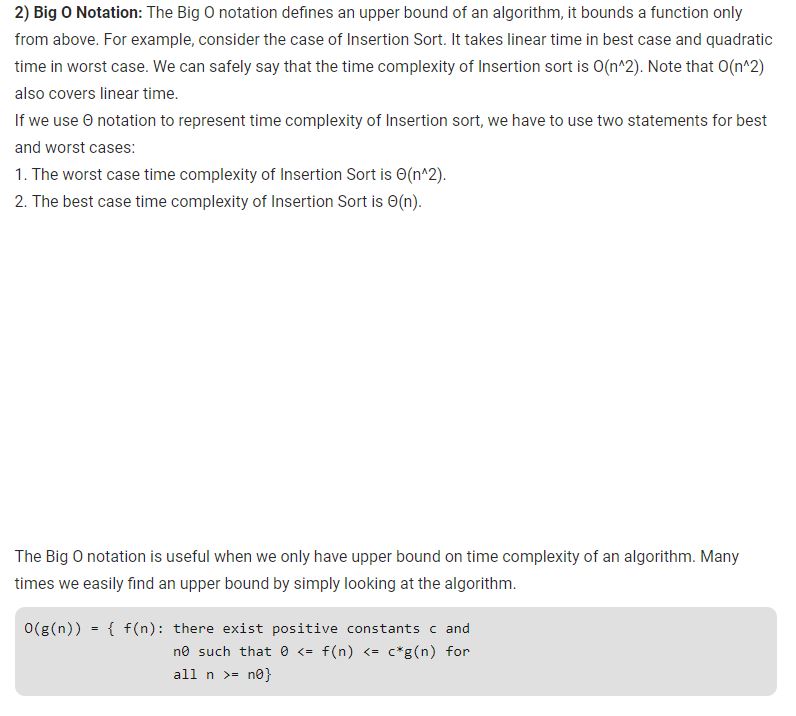 2) Big O Notation: The Big O notation defines an upper bound of an algorithm, it bounds a function only
from above. For example, consider the case of Insertion Sort. It takes linear time in best case and quadratic
time in worst case. We can safely say that the time complexity of Insertion sort is O(n^2). Note that O(n^2)
also covers linear time.
If we use Θ notation to represent time complexity of Insertion sort, we have to use two statements for best
and worst cases:
1. The worst case time complexity of Insertion Sort is Θ(n^2).
2. The best case time complexity of Insertion Sort is Θ(n).
The Big O notation is useful when we only have upper bound on time complexity of an algorithm. Many
times we easily find an upper bound by simply looking at the algorithm.
O(g(n)) = { f(n): there exist positive constants c and
n0 such that 0 <= f(n) <= c*g(n) for
all n >= n0}